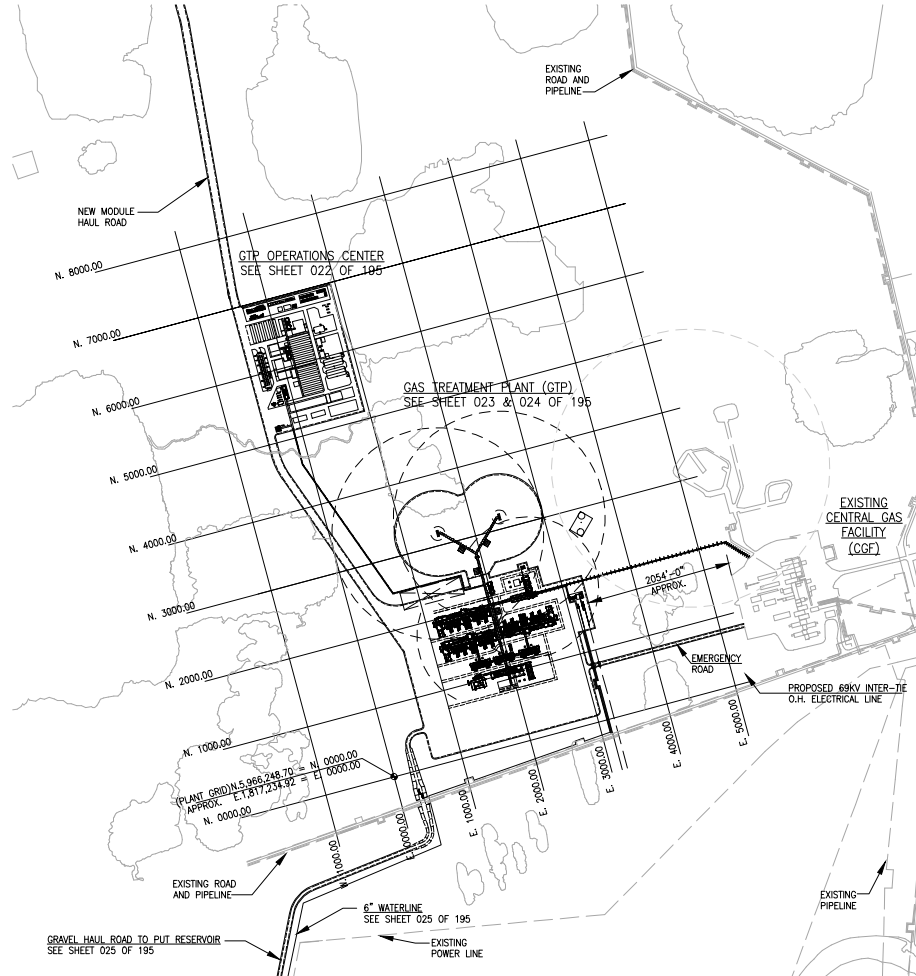 EXISTING
ROAD AND
PIPELINE
NEW MODULE
HAUL ROAD
GTP OPERATIONS CENTER
SEE SHEET 022 OF 195
N. 8000.00
N. 7000.00
N. 6000.00
N. 5000.00
N. 4000.00
N. 3000.00
N. 2000.00
N. 1000.00
GAS TREATMENT PLANT (GTP)
SEE SHEET 023 & 024 OF 195
EXISTING
CENTRAL GAS
FACILITY
(CGF)
2054'-0"
APPROX.
EMERGENCY
ROAD
PROPOSED 69KV INTER-TIE
O.H. ELECTRICAL LINE
(PLANT GRID)N.5,966,248.70 = N. 0000.00
APPROX. E.1,817,234.92 = E. 0000.00
N. 0000.00
W. 1000.00
E. 0000.00
E. 1000.00
E. 2000.00
E. 3000.00
E. 4000.00
E. 5000.00
EXISTING ROAD
AND PIPELINE
6" WATERLINE
SEE SHEET 025 OF 195
GRAVEL HAUL ROAD TO PUT RESERVOIR
SEE SHEET 025 OF 195
EXISTING
POWER LINE
EXISTING
PIPELINE